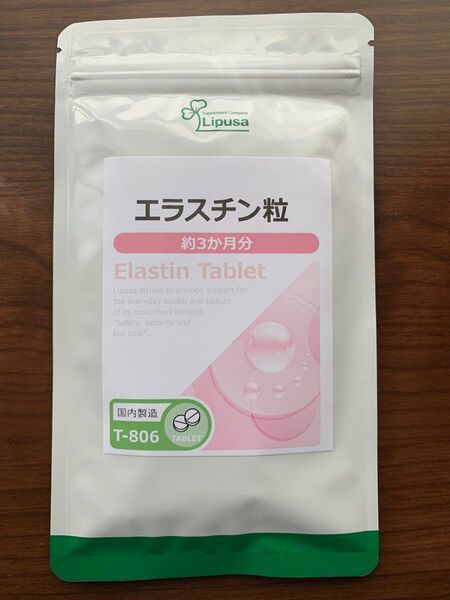 Supplement Company
Lipusa
エラスチン粒
約3か月分
Elastin Tablet
Lipusa strives to provide support for
the everyday health and beauty
of its customers through
"Safety, security and
low cost".
国内製造
T-806
TABLET